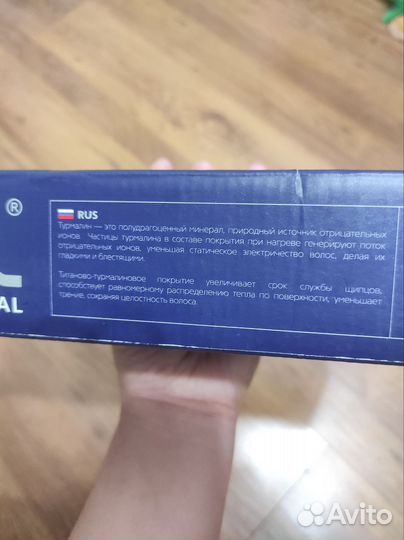 ®
AL
RUS
Турмалин — это полудрагоценный минерал, природный источник отрицательных
ионов. Частицы турмалина в составе покрытия при нагреве генерируют поток
отрицательных ионов, уменьшая статическое электричество волос, делая их
гладкими и блестящими.
Титаново-турмалиновое покрытие увеличивает срок службы щипцов,
способствует равномерному распределению тепла по поверхности, уменьшает
трение, сохраняя целостность волоса.
Avito